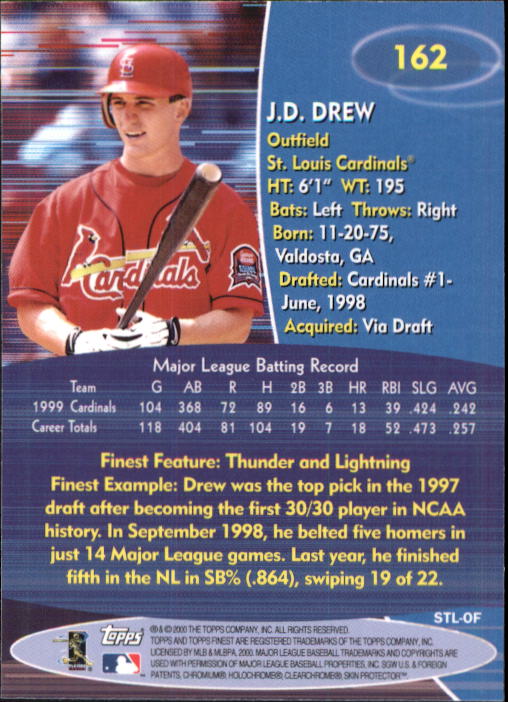 162
J.D. DREW
Outfield
St. Louis Cardinals®
HT: 6'1" WT: 195
Bats: Left Throws: Right
Born: 11-20-75,
Valdosta, GA
Drafted: Cardinals #1-
June, 1998
Acquired: Via Draft
Cardinals
Major League Batting Record
Team G AB R H 2B 3B HR RBI SLG AVG
1999 Cardinals 104 368 72 89 16 6 13 39 .424 .242
Career Totals 118 404 81 104 19 7 18 52 .473 .257
Finest Feature: Thunder and Lightning
Finest Example: Drew was the top pick in the 1997
draft after becoming the first 30/30 player in NCAA
history. In September 1998, he belted five homers in
just 14 Major League games. Last year, he finished
fifth in the NL in SB% (.864), swiping 19 of 22.
STL-OF
Topps
® & © 2000 THE TOPPS COMPANY, INC. ALL RIGHTS RESERVED.
TOPPS AND TOPPS FINEST ARE REGISTERED TRADEMARKS OF THE TOPPS COMPANY, INC.
LICENSED BY MLB & MLBPA, 2000. MAJOR LEAGUE BASEBALL TRADEMARKS AND COPYRIGHTS ARE
USED WITH PERMISSION OF MAJOR LEAGUE BASEBALL PROPERTIES, INC. SGW U.S. & FOREIGN
PATENTS. CHROMIUM®, HOLOCHROME®, CLEARCHROME®, SKIN PROTECTOR™.